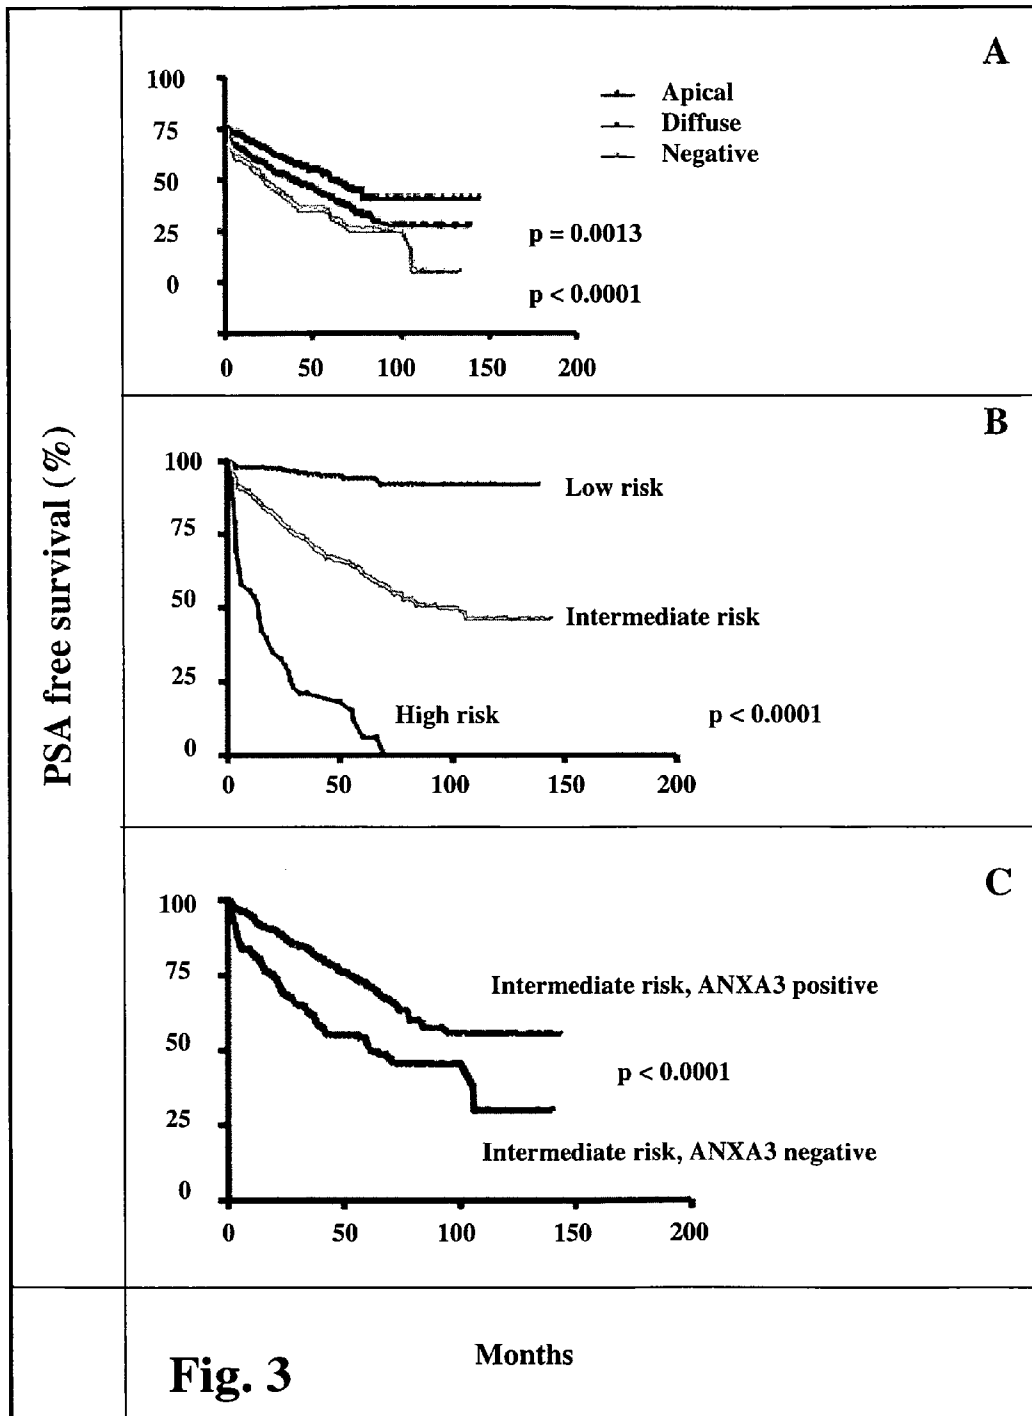 PSA free survival (%)
A
100
75
50
25
0
Apical
Diffuse
Negative
p = 0.0013
p < 0.0001
0 50 100 150 200
B
100
75
50
25
0
Low risk
Intermediate risk
High risk
p < 0.0001
0 50 100 150 200
C
100
75
50
25
0
Intermediate risk, ANXA3 positive
p < 0.0001
Intermediate risk, ANXA3 negative
0 50 100 150 200
Months
Fig. 3